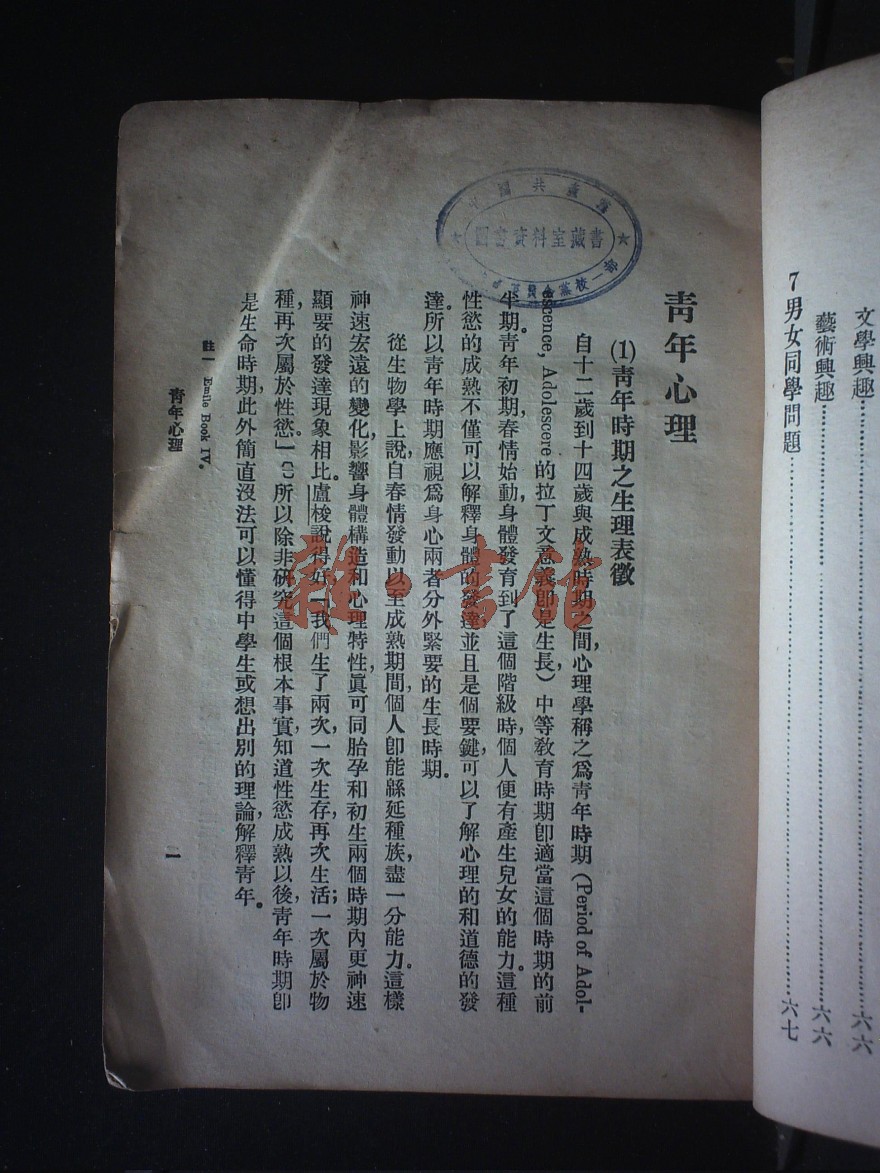 文學興趣……六六
藝術興趣……六六
7 男女同學問題……六七
青年心理
(1)青年時期之生理表徵
自十二歲到十四歲與成熟時期之間,心理學稱之爲青年時期(Period of Adol-
escence, Adolescere 的拉丁文意義卽是生長)中等敎育時期卽適當這個時期的前
半期。青年初期,春情始動,身體發育到了這個階級時,個人便有產生兒女的能力。這種
性慾的成熟不僅可以解釋身體的發達,並且是個要鍵,可以了解心理的和道德的發
達。所以青年時期應視爲身心兩者分外緊要的生長時期。
從生物學上說,自春情發動以至成熟期間,個人卽能緜延種族,盡一分能力。這樣
神速宏遠的變化,影響身體構造和心理特性,眞可同胎孕和初生兩個時期內更神速
顯要的發達現象相比。盧梭說得好「我們生了兩次,一次生存,再次生活;一次屬於物
種,再次屬於性慾。」(一)所以除非硏究這個根本事實,知道性慾成熟以後,青年時期卽
是生命時期,此外簡直沒法可以懂得中學生或想出別的理論,解釋青年。
註一 Emile Book IV。
青年心理
一
圖書資料室藏書
雜·書館